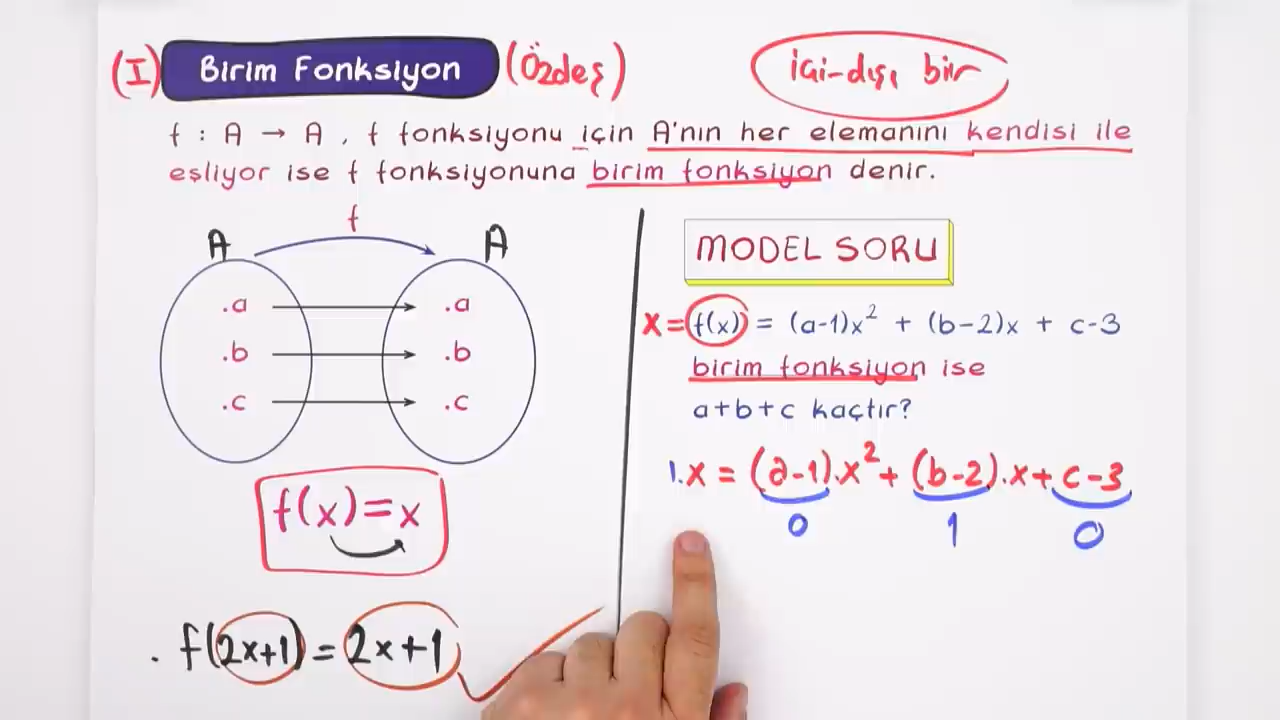 (I) Birim Fonksiyon (Özdeş)
İçi-dışı biir
f : A → A , f fonksiyonu için A'nın her elemanını kendisi ile
eşliyor ise f fonksiyonuna birim fonksiyon denir.
f
A A
.a .a
.b .b
.c .c
f(x)=x
. f(2x+1) = 2x+1
MODEL SORU
x = f(x) = (a-1)x² + (b-2)x + c-3
birim fonksiyon ise
a+b+c kaçtır?
1.x = (a-1).x² + (b-2).x + c-3
0 1 0